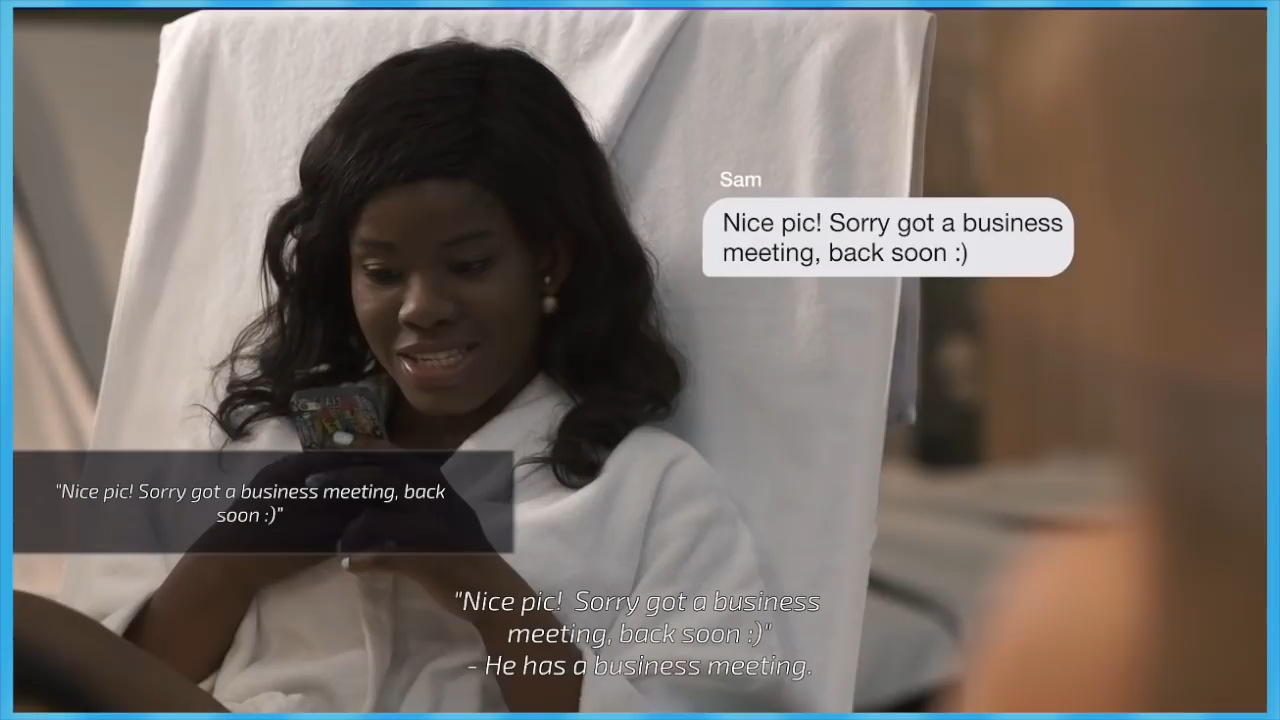 Sam
Nice pic! Sorry got a business
meeting, back soon :)
"Nice pic! Sorry got a business meeting, back
soon :)"
"Nice pic!  Sorry got a business
meeting, back soon :)"
- He has a business meeting.